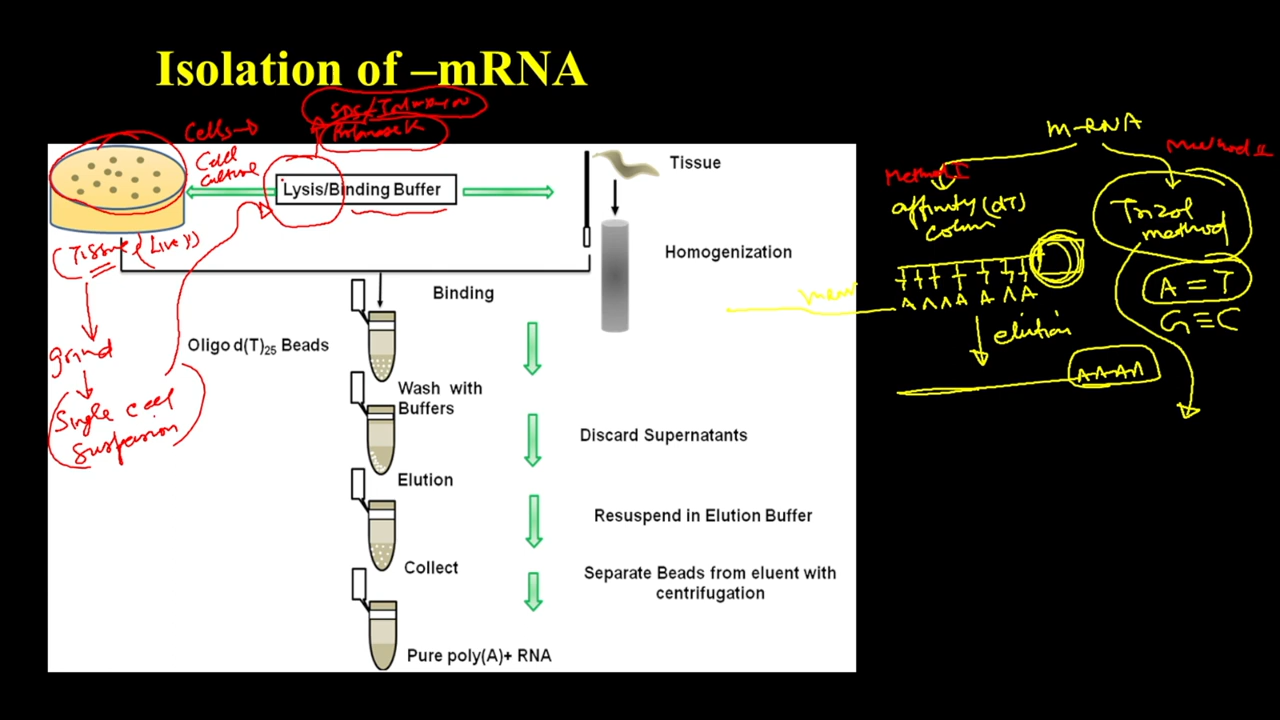 Isolation of –mRNA
Cells →
Cell
culture
Proteinase K
Lysis/Binding Buffer
Tissue
(Tissue (Liver))
Homogenization
Binding
Oligo d(T)25 Beads
grind
Single cell
suspension
Wash with
Buffers
Discard Supernatants
Elution
Resuspend in Elution Buffer
Collect
Separate Beads from eluent with
centrifugation
Pure poly(A)+ RNA
m-RNA
Method I
Method II
affinity (dT)
column
Trizol
method
T T T T T T T
A A A A A A A
mRNA
A = T
G ≡ C
elution
AAAA